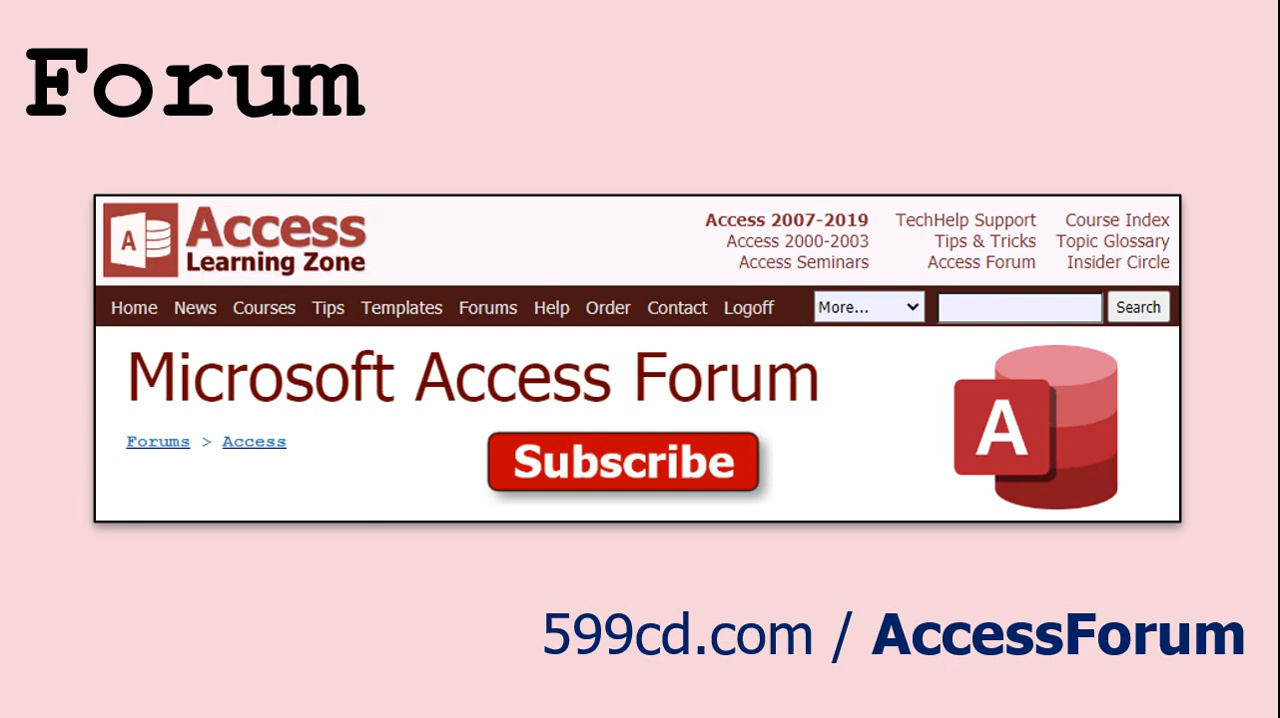 Forum
A Access
Learning Zone
Access 2007-2019 TechHelp Support Course Index
Access 2000-2003 Tips & Tricks Topic Glossary
Access Seminars Access Forum Insider Circle
Home News Courses Tips Templates Forums Help Order Contact Logoff More... Search
Microsoft Access Forum
Forums > Access
Subscribe
A
599cd.com / AccessForum